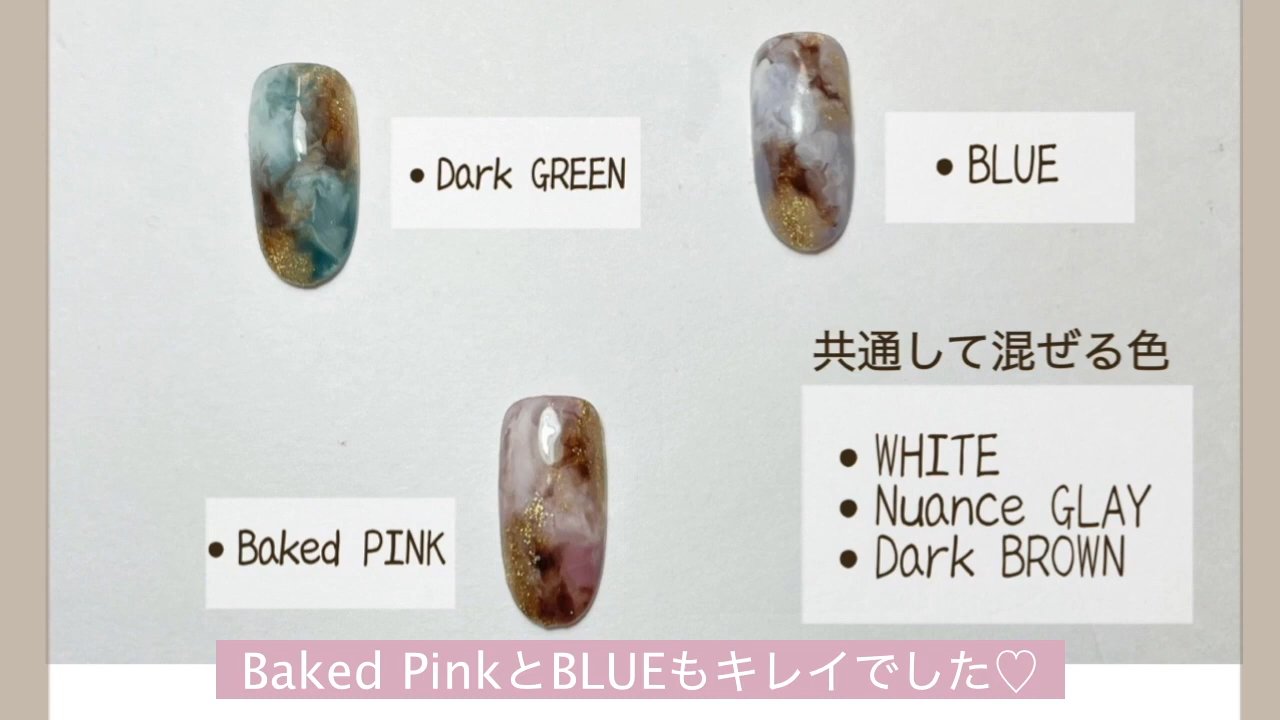 • Dark GREEN
• BLUE
共通して混ぜる色
• WHITE
• Nuance GLAY
• Dark BROWN
• Baked PINK
Baked PinkとBLUEもキレイでした♡